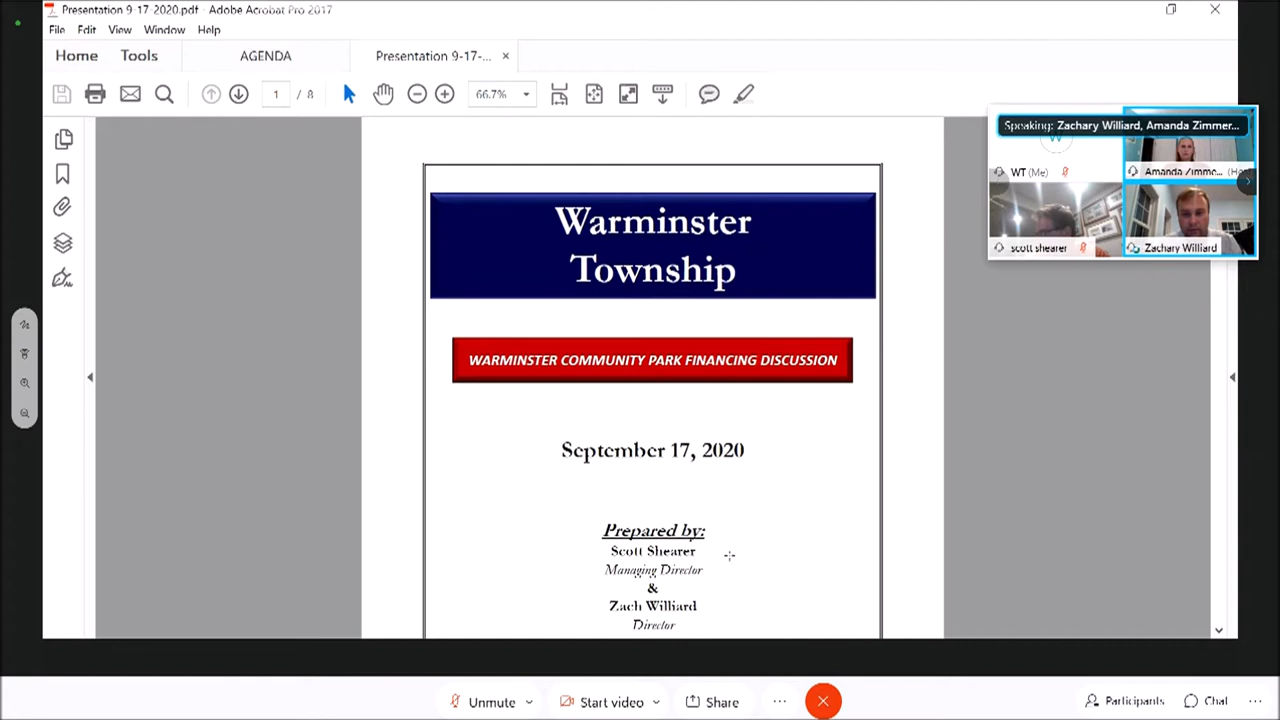 Presentation 9-17-2020.pdf - Adobe Acrobat Pro 2017
File Edit View Window Help
Home Tools AGENDA Presentation 9-17-... ×
1 / 8 66.7%
Speaking: Zachary Williard, Amanda Zimmer...
WT (Me) Amanda Zimme...
scott shearer Zachary Williard
Warminster
Township
WARMINSTER COMMUNITY PARK FINANCING DISCUSSION
September 17, 2020
Prepared by:
Scott Shearer
Managing Director
&
Zach Williard
Director
Unmute Start video Share ... Participants Chat ...